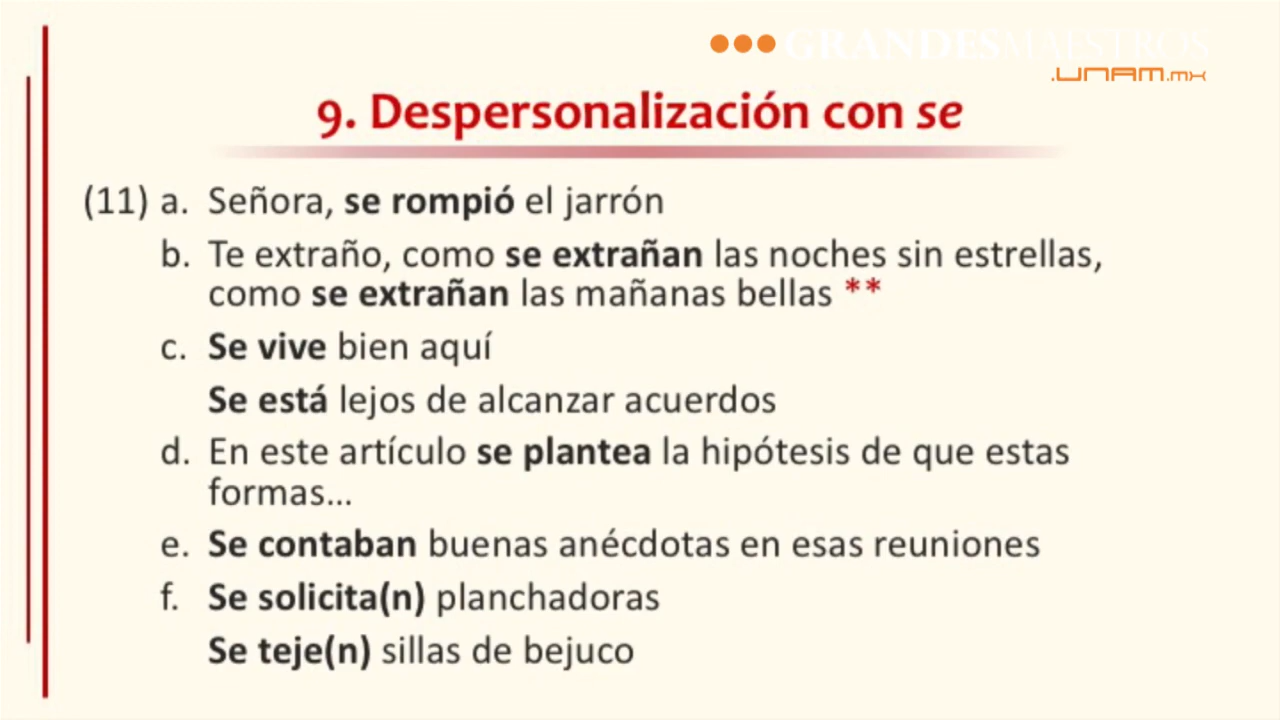 GRANDESMAESTROS
.UNAM.mx
9. Despersonalización con se
(11) a. Señora, se rompió el jarrón
b. Te extraño, como se extrañan las noches sin estrellas,
como se extrañan las mañanas bellas **
c. Se vive bien aquí
Se está lejos de alcanzar acuerdos
d. En este artículo se plantea la hipótesis de que estas
formas...
e. Se contaban buenas anécdotas en esas reuniones
f. Se solicita(n) planchadoras
Se teje(n) sillas de bejuco